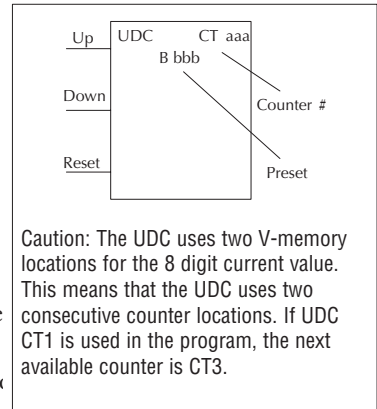 Up
UDC CT aaa
B bbb
Down
Counter #
Reset
Preset
Caution: The UDC uses two V-memory
locations for the 8 digit current value.
This means that the UDC uses two
consecutive counter locations. If UDC
CT1 is used in the program, the next
available counter is CT3.